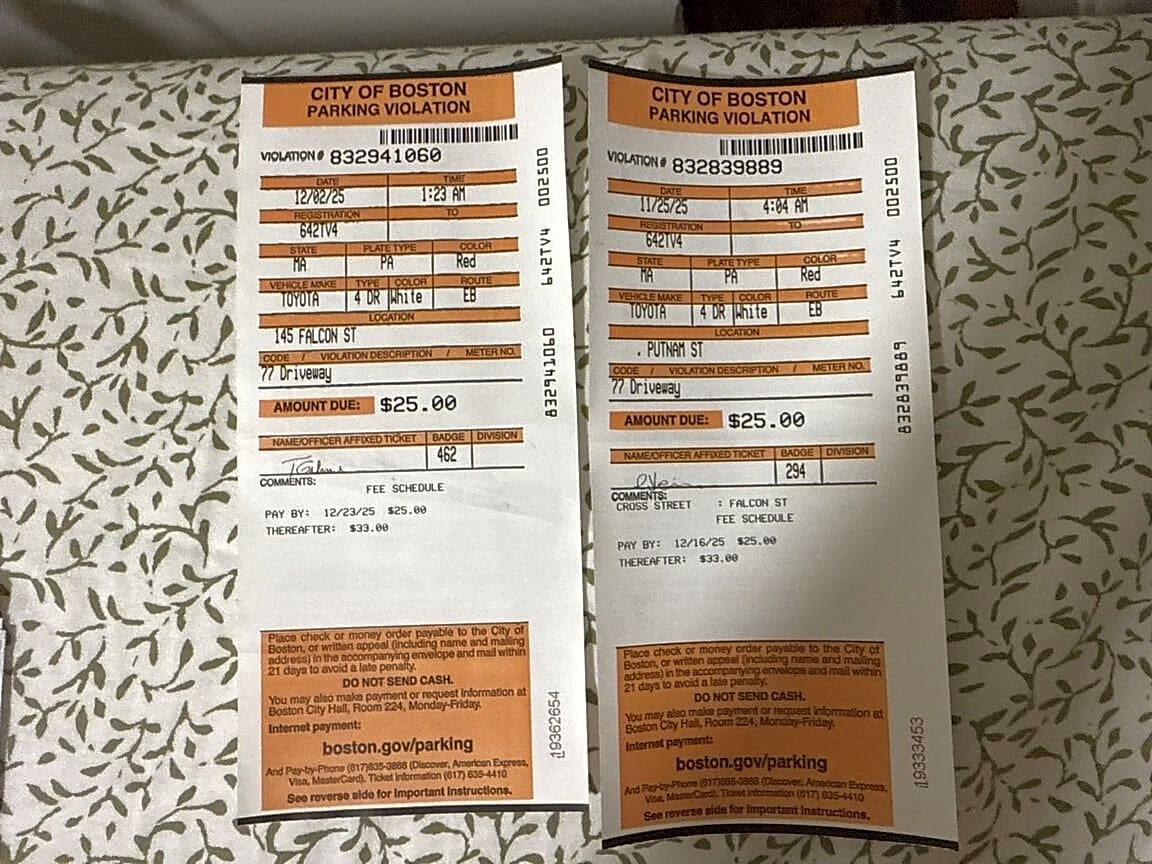 CITY OF BOSTON
PARKING VIOLATION
VIOLATION # 832941060
DATE TIME
12/02/25 1:23 AM
REGISTRATION TO
642TV4
STATE PLATE TYPE COLOR
MA PA Red
VEHICLE MAKE TYPE COLOR ROUTE
TOYOTA 4 DR White EB
LOCATION
145 FALCON ST
CODE / VIOLATION DESCRIPTION / METER NO.
77 Driveway
AMOUNT DUE: $25.00
NAME/OFFICER AFFIXED TICKET BADGE DIVISION
462
COMMENTS:
FEE SCHEDULE
PAY BY: 12/23/25 $25.00
THEREAFTER: $33.00
Place check or money order payable to the City of
Boston, or written appeal (including name and mailing
address) in the accompanying envelope and mail within
21 days to avoid a late penalty.
DO NOT SEND CASH.
You may also make payment or request information at
Boston City Hall, Room 224, Monday-Friday.
Internet payment:
boston.gov/parking
And Pay-by-Phone (617)635-3888 (Discover, American Express,
Visa, MasterCard). Ticket Information (617) 635-4410
See reverse side for Important Instructions.
832941060 642TV4 002500
19362654
CITY OF BOSTON
PARKING VIOLATION
VIOLATION # 832839889
DATE TIME
11/25/25 4:04 AM
REGISTRATION TO
642TV4
STATE PLATE TYPE COLOR
MA PA Red
VEHICLE MAKE TYPE COLOR ROUTE
TOYOTA 4 DR White EB
LOCATION
. PUTNAM ST
CODE / VIOLATION DESCRIPTION / METER NO.
77 Driveway
AMOUNT DUE: $25.00
NAME/OFFICER AFFIXED TICKET BADGE DIVISION
294
COMMENTS:
CROSS STREET : FALCON ST
FEE SCHEDULE
PAY BY: 12/16/25 $25.00
THEREAFTER: $33.00
Place check or money order payable to the City of
Boston, or written appeal (including name and mailing
address) in the accompanying envelope and mail within
21 days to avoid a late penalty.
DO NOT SEND CASH.
You may also make payment or request information at
Boston City Hall, Room 224, Monday-Friday.
Internet payment:
boston.gov/parking
And Pay-by-Phone (617)635-3888 (Discover, American Express,
Visa, MasterCard). Ticket Information (617) 635-4410
See reverse side for Important Instructions.
832839889 642TV4 002500
19333453